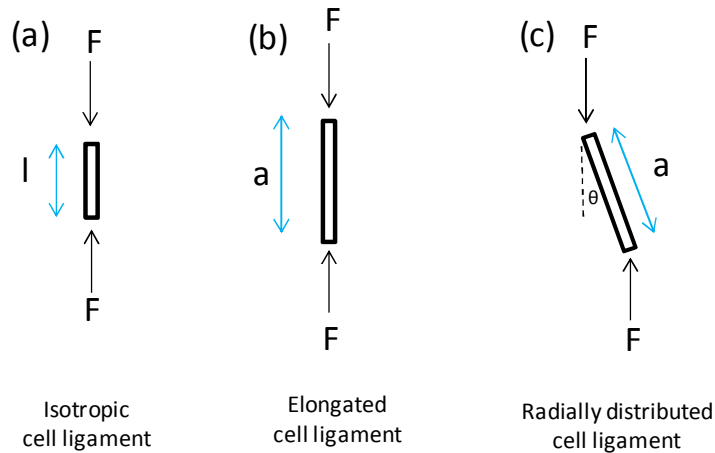 (a)
F
l
F
Isotropic
cell ligament
(b)
F
a
F
Elongated
cell ligament
(c)
F
a
θ
F
Radially distributed
cell ligament